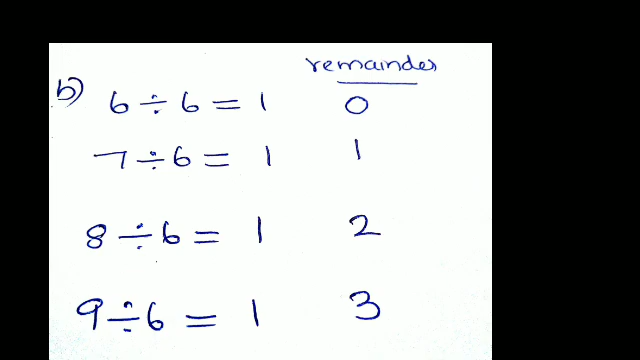 remainder
b) 6 ÷ 6 = 1 0
7 ÷ 6 = 1 1
8 ÷ 6 = 1 2
9 ÷ 6 = 1 3